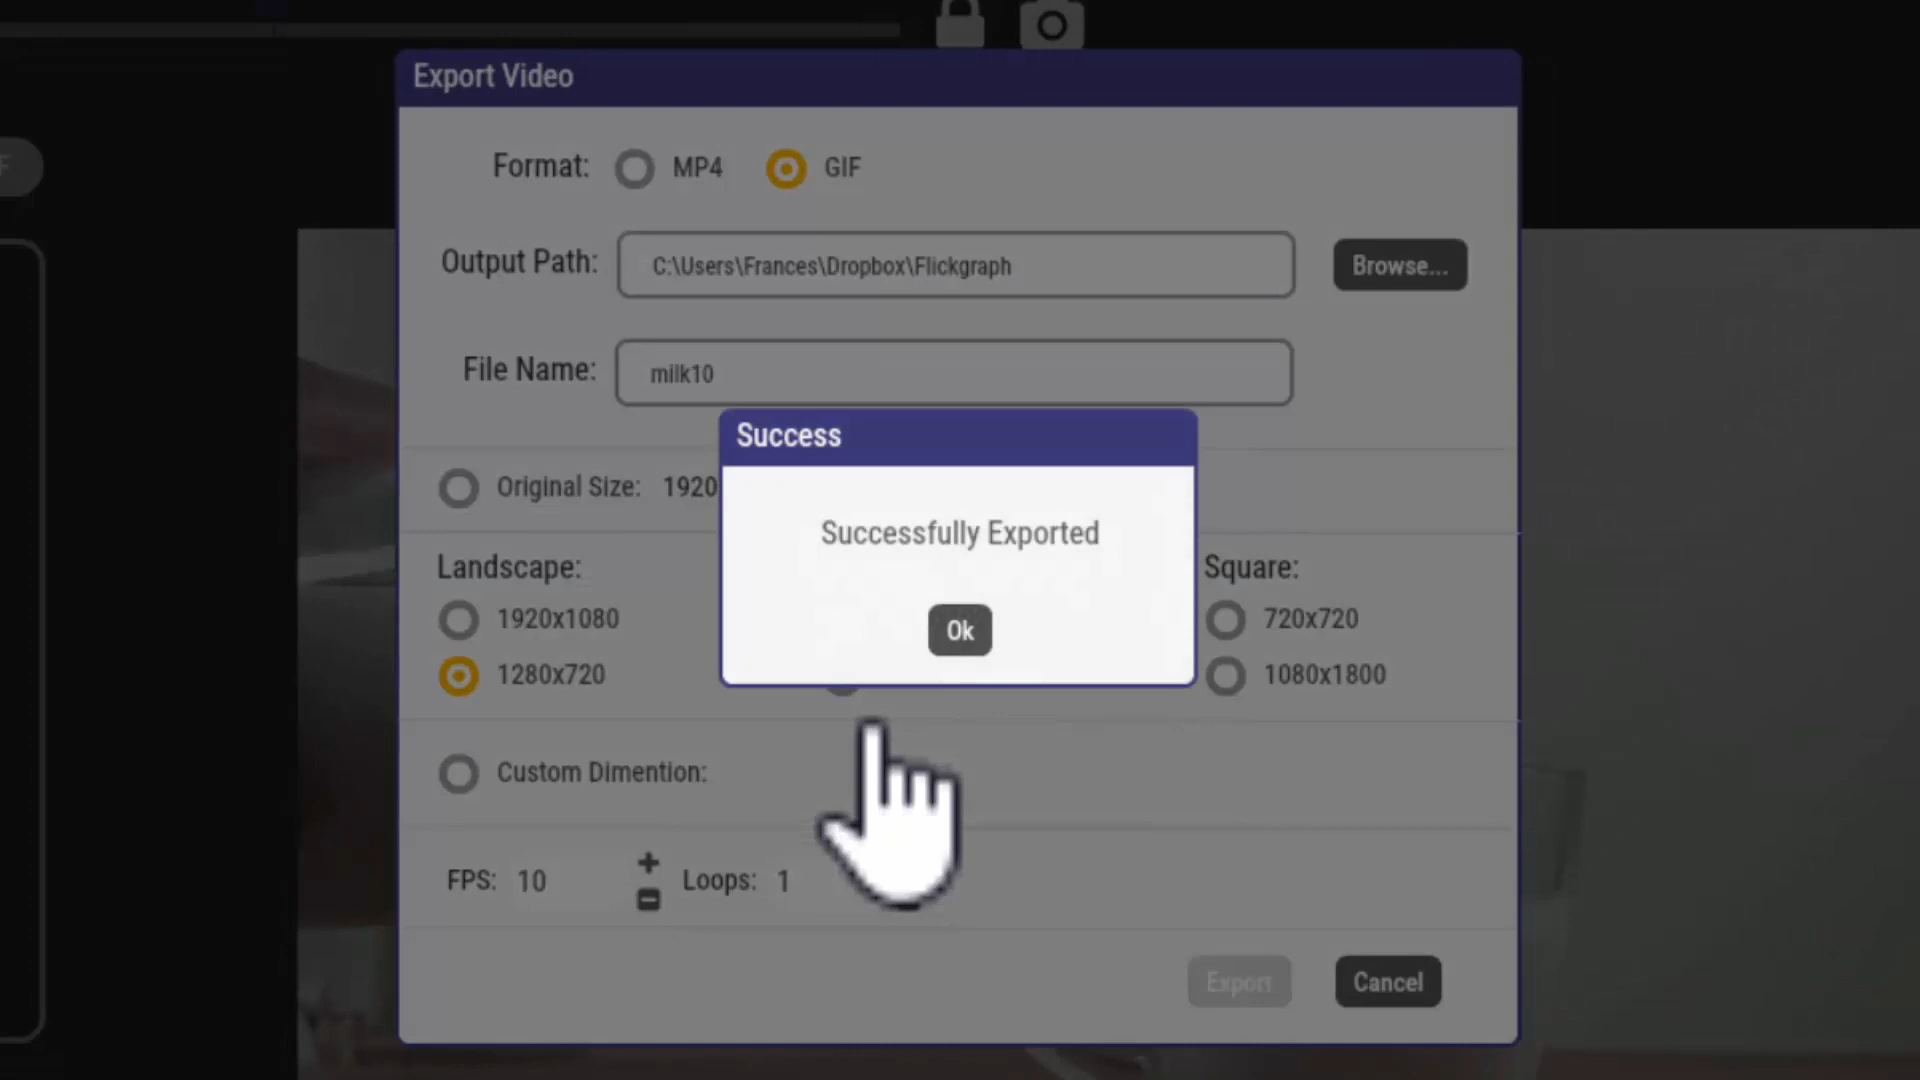 Export Video
Format: MP4 GIF
Output Path: C:\Users\Frances\Dropbox\Flickgraph Browse...
File Name: milk10
Success
Original Size: 1920
Successfully Exported
Landscape: Square:
1920x1080 720x720
Ok
1280x720 1080x1800
Custom Dimention:
FPS: 10 + Loops: 1
Export Cancel